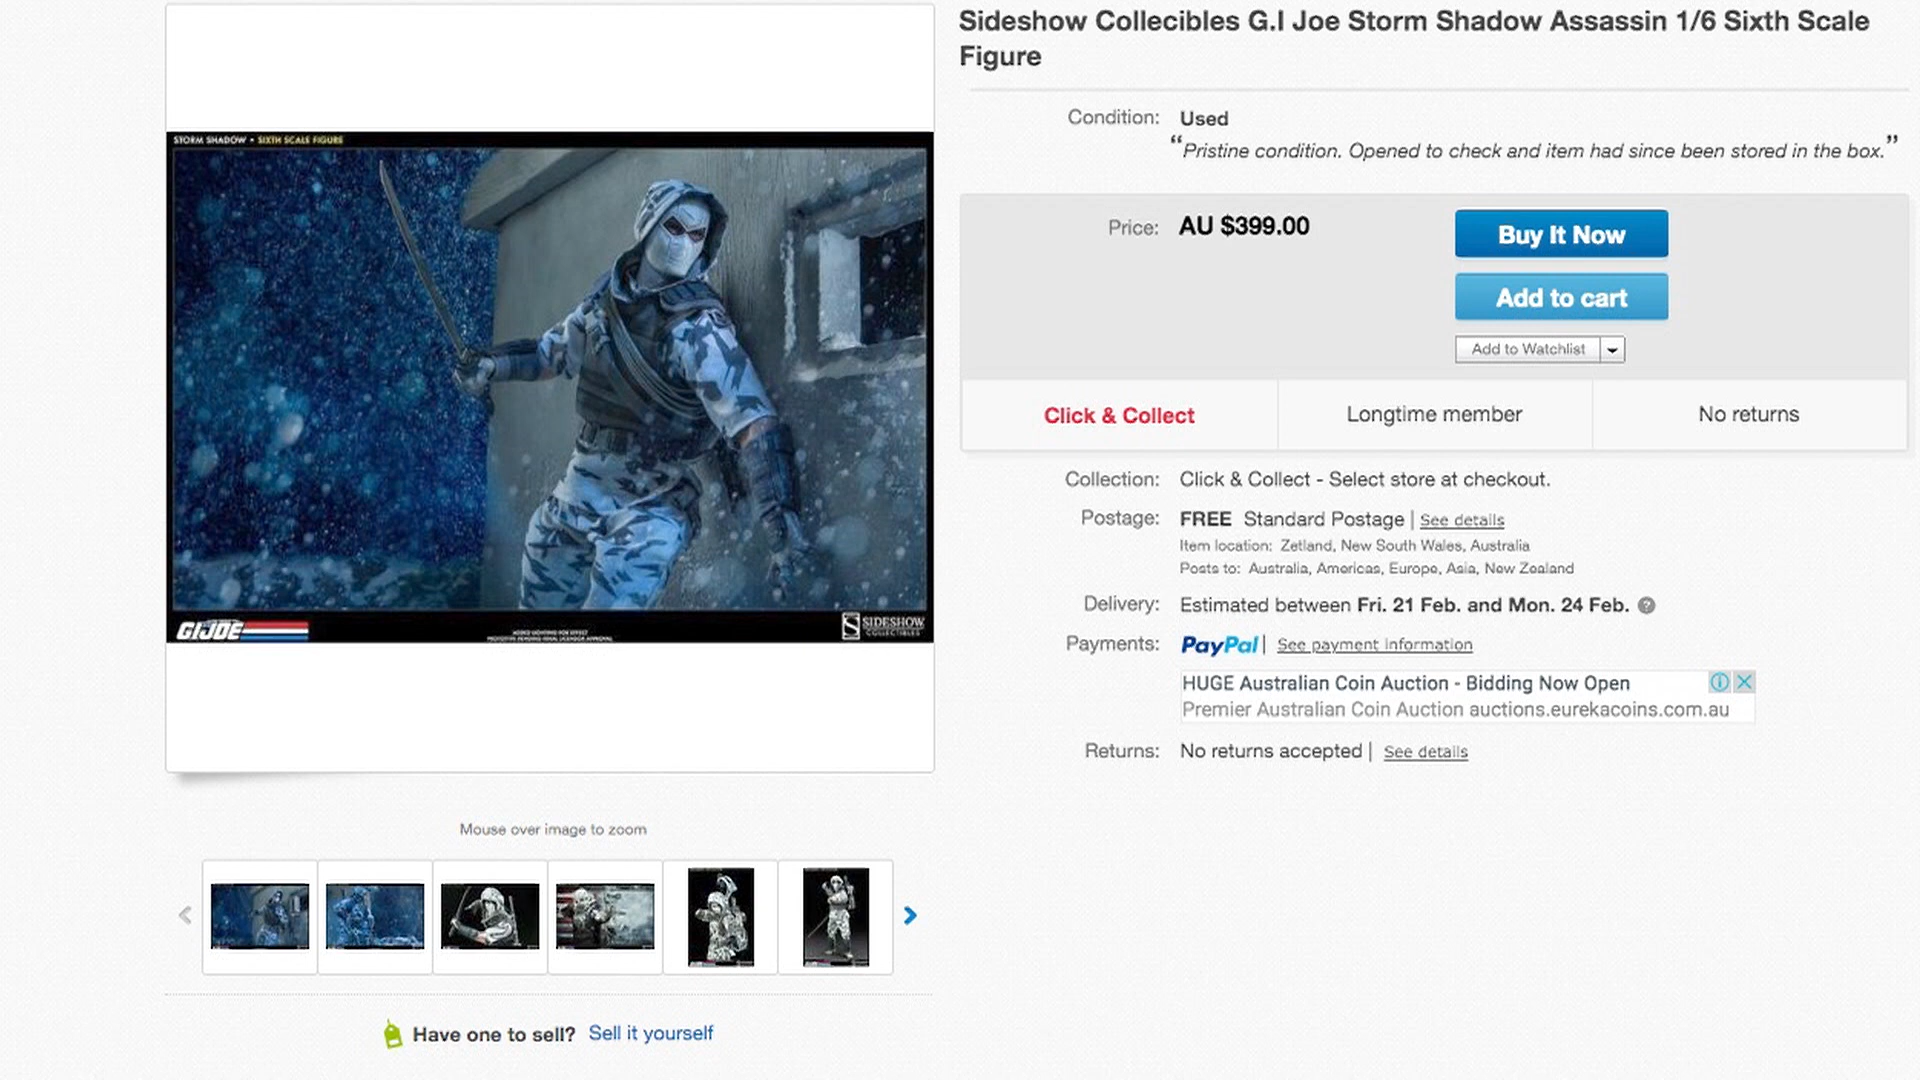 Sideshow Collectibles G.I Joe Storm Shadow Assassin 1/6 Sixth Scale
Figure
STORM SHADOW • SIXTH SCALE FIGURE
GI JOE
SIDESHOW
COLLECTIBLES
Condition: Used
“Pristine condition. Opened to check and item had since been stored in the box.”
Price: AU $399.00
Buy It Now
Add to cart
Add to Watchlist
Click & Collect
Longtime member
No returns
Collection: Click & Collect - Select store at checkout.
Postage: FREE Standard Postage | See details
Item location: Zetland, New South Wales, Australia
Posts to: Australia, Americas, Europe, Asia, New Zealand
Delivery: Estimated between Fri. 21 Feb. and Mon. 24 Feb. ?
Payments: PayPal | See payment information
HUGE Australian Coin Auction - Bidding Now Open
Premier Australian Coin Auction auctions.eurekacoins.com.au
Returns: No returns accepted | See details
Mouse over image to zoom
Have one to sell? Sell it yourself